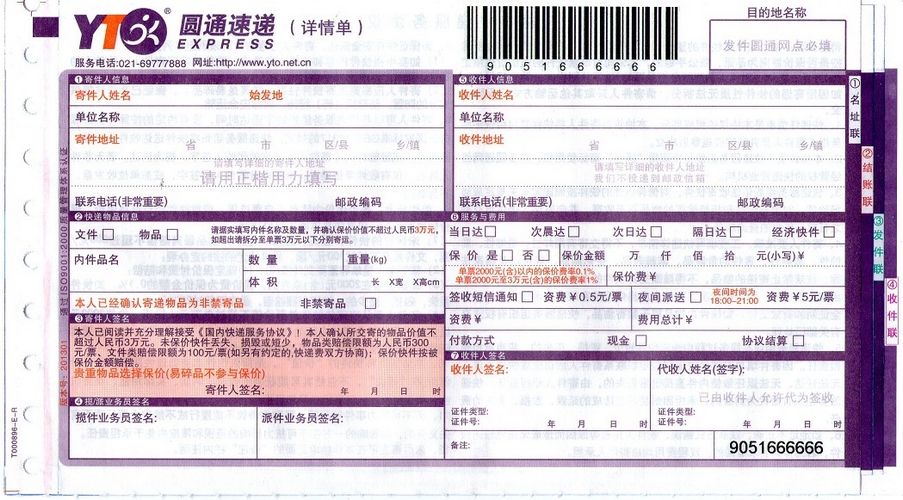 YTO® 圆通速递 (详情单)
EXPRESS
服务电话:021-69777888 网址:http://www.yto.net.cn
9051666666
目的地名称
发件圆通网点必填
①寄件人信息
寄件人姓名 始发地
单位名称
寄件地址 省 市 区/县 乡/镇
请填写详细的寄件人地址
请用正楷用力填写
联系电话(非常重要) 邮政编码
⑤收件人信息
收件人姓名
单位名称
收件地址 省 市 区/县 乡/镇
请填写详细的收件人地址
我们不投递到邮政信箱
联系电话(非常重要) 邮政编码
②快递物品信息
文件 物品 请据实填写内件名称及数量，并确认保价价值不超过人民币3万元，
如超出请拆分至单票3万元以下分别寄运。
内件品名 数量 重量(kg)
体积 长 X宽 X高cm
本人已经确认寄递物品为非禁寄品 非禁寄品
③寄件人签名
本人已阅读并充分理解接受《国内快递服务协议》！本人确认所交寄的物品价值不
超过人民币3万元。未保价快件丢失、损毁或短少，物品类赔偿限额为人民币300
元/票、文件类赔偿限额为100元/票(如另有约定的,快递费双方协商)；保价快件按被
保价金额赔偿。
贵重物品选择保价(易碎品不参与保价)
寄件人签名: 年 月 日 时
④揽/派业务员签名
揽件业务员签名: 派件业务员签名:
⑥服务与费用
当日达 次晨达 次日达 隔日达 经济快件
保价 是 否 保价金额 万 仟 佰 拾 元(小写)¥
单票2000元(含)以内的保价费率0.1%
单票2000元至3万元(含)的保价费率1%
保价费¥
签收短信通知 资费¥0.5元/票 夜间派送 夜间时间为
18:00-21:00 资费¥5元/票
资费¥ 费用总计¥
付款方式 现金 协议结算
⑦收件人签名
收件人签名: 代收人签名(签字):
已由收件人允许代为签收
证件类型: 证件类型:
证件号: 年 月 日 时 证件号: 年 月 日 时
备注: 9051666666
①名址联
②结账联
③发件联
④收件联
通过ISO9001:2000质量管理体系认证
版本号: 201301
T000896-E-R